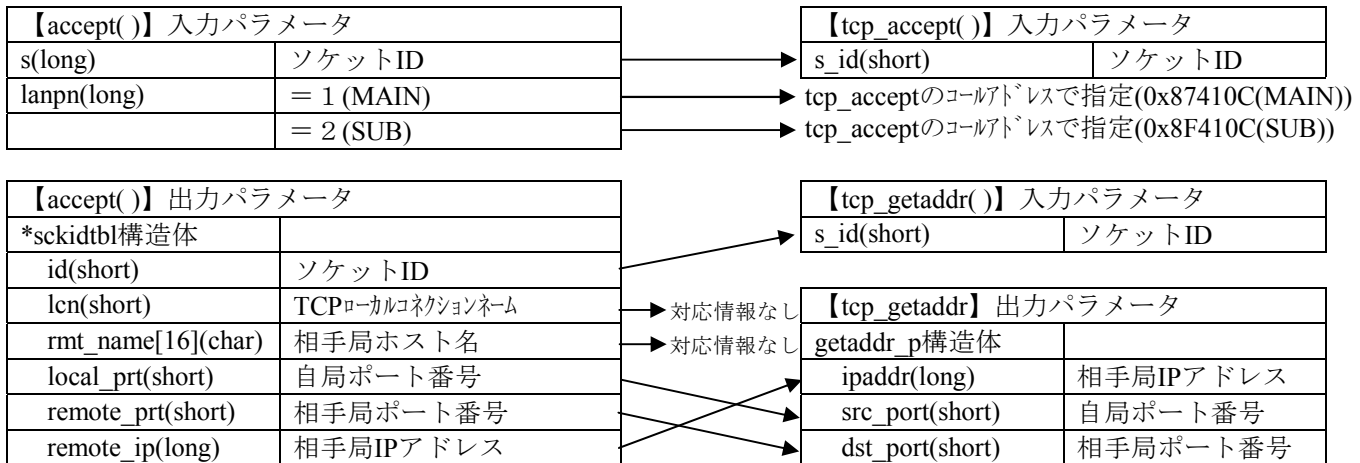 【accept( )】入力パラメータ
s(long) ソケットID
lanpn(long) ＝１(MAIN)
＝２(SUB)
【tcp_accept( )】入力パラメータ
s_id(short) ソケットID
tcp_acceptのｺｰﾙｱﾄﾞﾚｽで指定(0x87410C(MAIN))
tcp_acceptのｺｰﾙｱﾄﾞﾚｽで指定(0x8F410C(SUB))
【accept( )】出力パラメータ
*sckidtbl構造体
id(short) ソケットID
lcn(short) TCPﾛｰｶﾙｺﾈｸｼｮﾝﾈｰﾑ
rmt_name[16](char) 相手局ホスト名
local_prt(short) 自局ポート番号
remote_prt(short) 相手局ポート番号
remote_ip(long) 相手局IPアドレス
対応情報なし
対応情報なし
【tcp_getaddr( )】入力パラメータ
s_id(short) ソケットID
【tcp_getaddr】出力パラメータ
getaddr_p構造体
ipaddr(long) 相手局IPアドレス
src_port(short) 自局ポート番号
dst_port(short) 相手局ポート番号